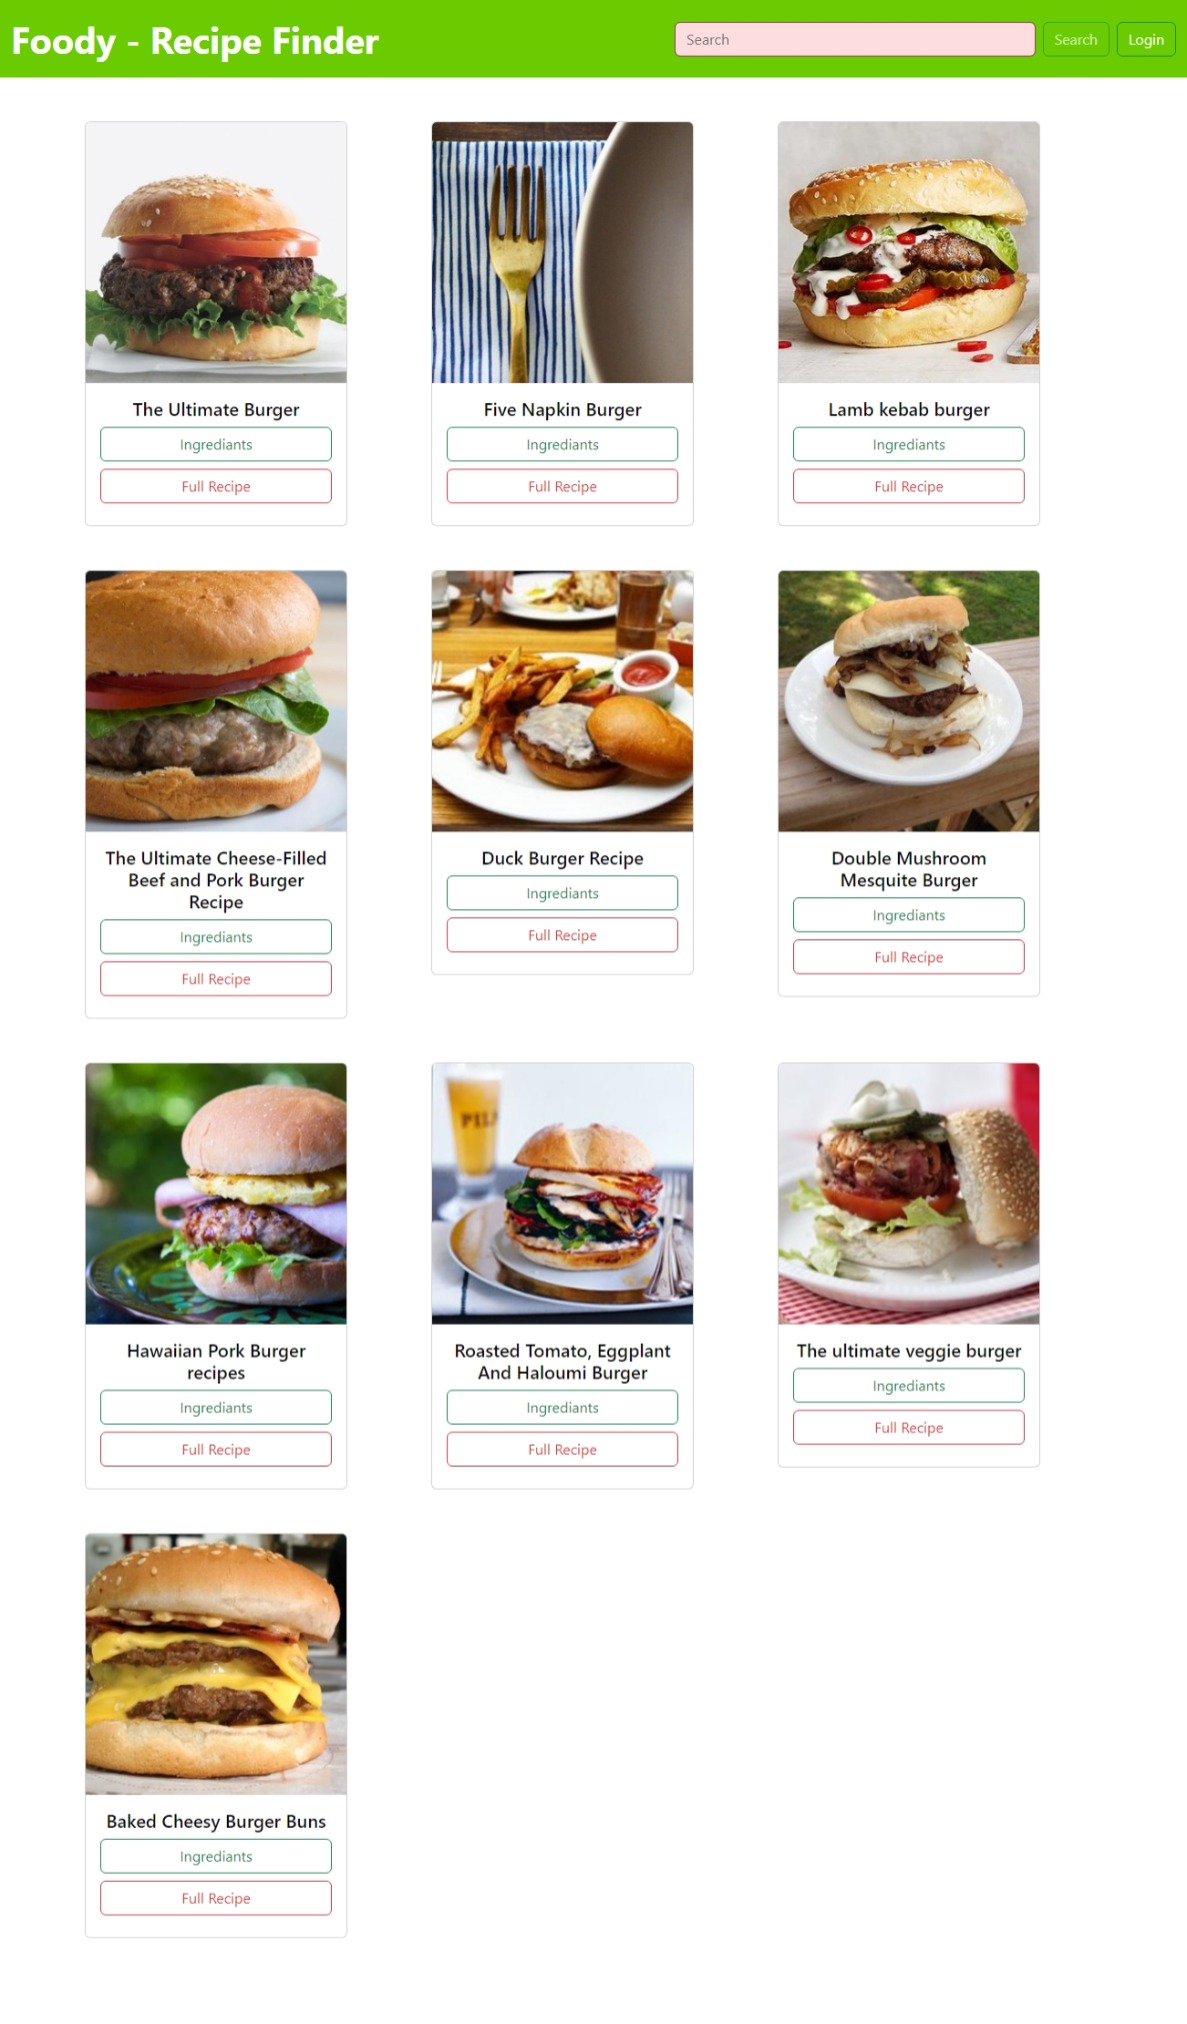 Foody - Recipe Finder
Search
Search
Login
The Ultimate Burger
Ingrediants
Full Recipe
Five Napkin Burger
Ingrediants
Full Recipe
Lamb kebab burger
Ingrediants
Full Recipe
The Ultimate Cheese-Filled
Beef and Pork Burger
Recipe
Ingrediants
Full Recipe
Duck Burger Recipe
Ingrediants
Full Recipe
Double Mushroom
Mesquite Burger
Ingrediants
Full Recipe
Hawaiian Pork Burger
recipes
Ingrediants
Full Recipe
Roasted Tomato, Eggplant
And Haloumi Burger
Ingrediants
Full Recipe
The ultimate veggie burger
Ingrediants
Full Recipe
Baked Cheesy Burger Buns
Ingrediants
Full Recipe